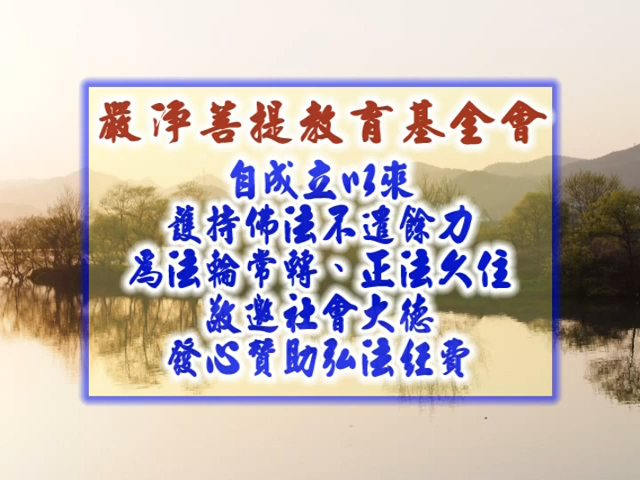 嚴淨菩提教育基金會
自成立以來
護持佛法不遺餘力
為法輪常轉、正法久住
敬邀社會大德
發心贊助弘法經費